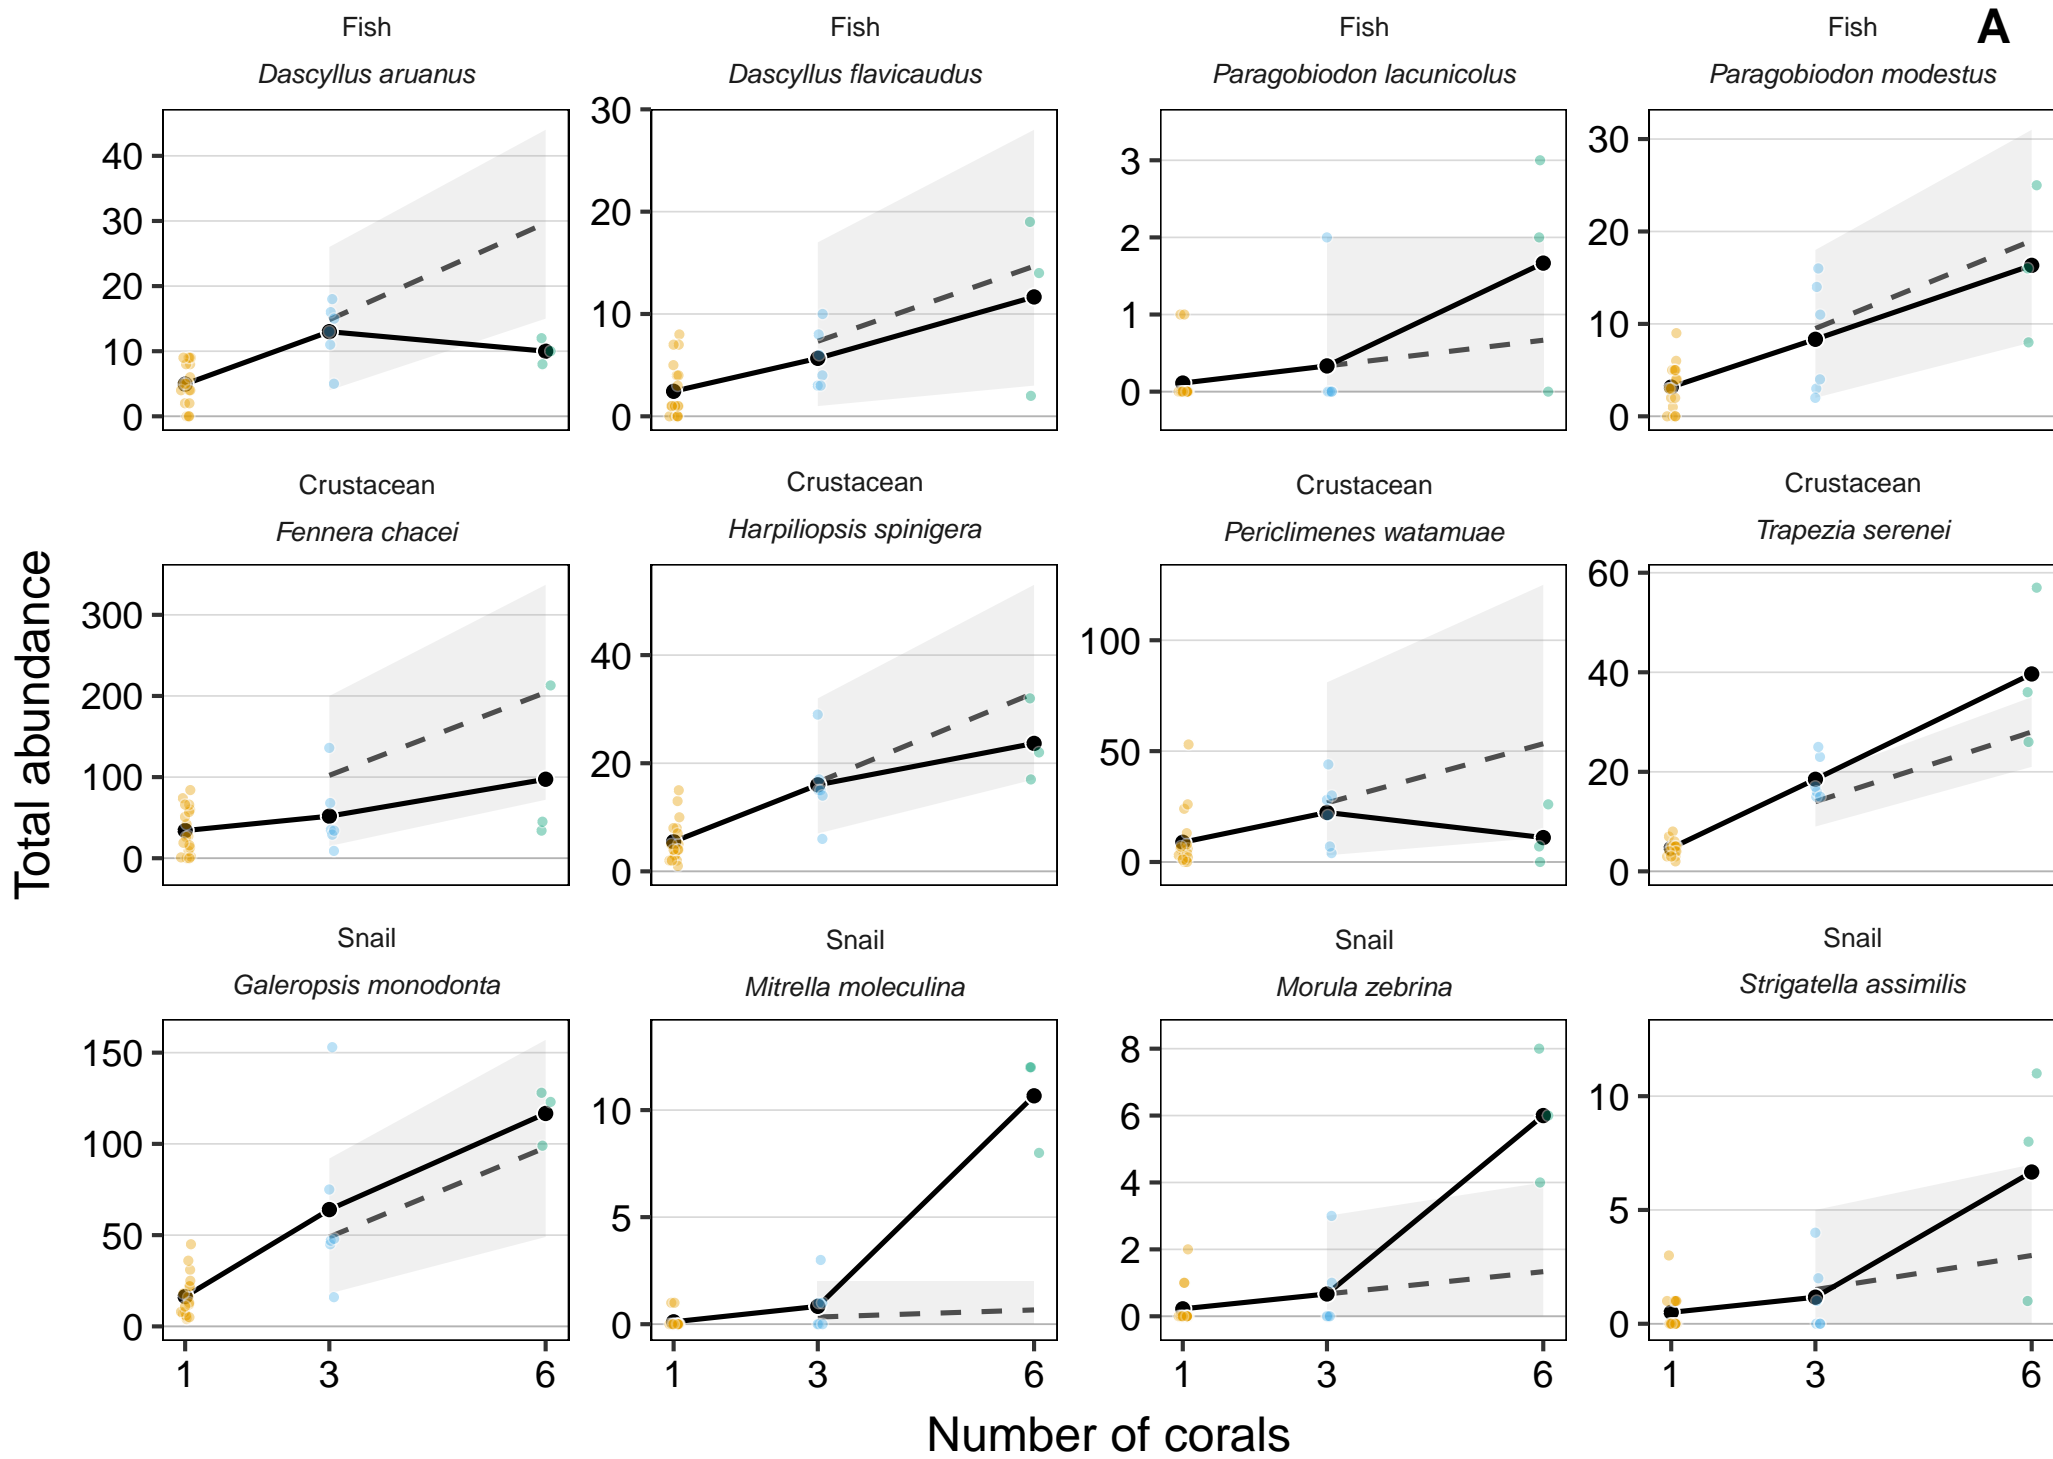 A
Fish
Dascyllus aruanus
40
30
20
10
0
Fish
Dascyllus flavicaudus
30
20
10
0
Fish
Paragobiodon lacunicolus
3
2
1
0
Fish
Paragobiodon modestus
30
20
10
0
Total abundance
Crustacean
Fennera chacei
300
200
100
0
Crustacean
Harpiliopsis spinigera
40
20
0
Crustacean
Periclimenes watamuae
100
50
0
Crustacean
Trapezia serenei
60
40
20
0
Snail
Galeropsis monodonta
150
100
50
0
1 3 6
Snail
Mitrella moleculina
10
5
0
1 3 6
Snail
Morula zebrina
8
6
4
2
0
1 3 6
Snail
Strigatella assimilis
10
5
0
1 3 6
Number of corals